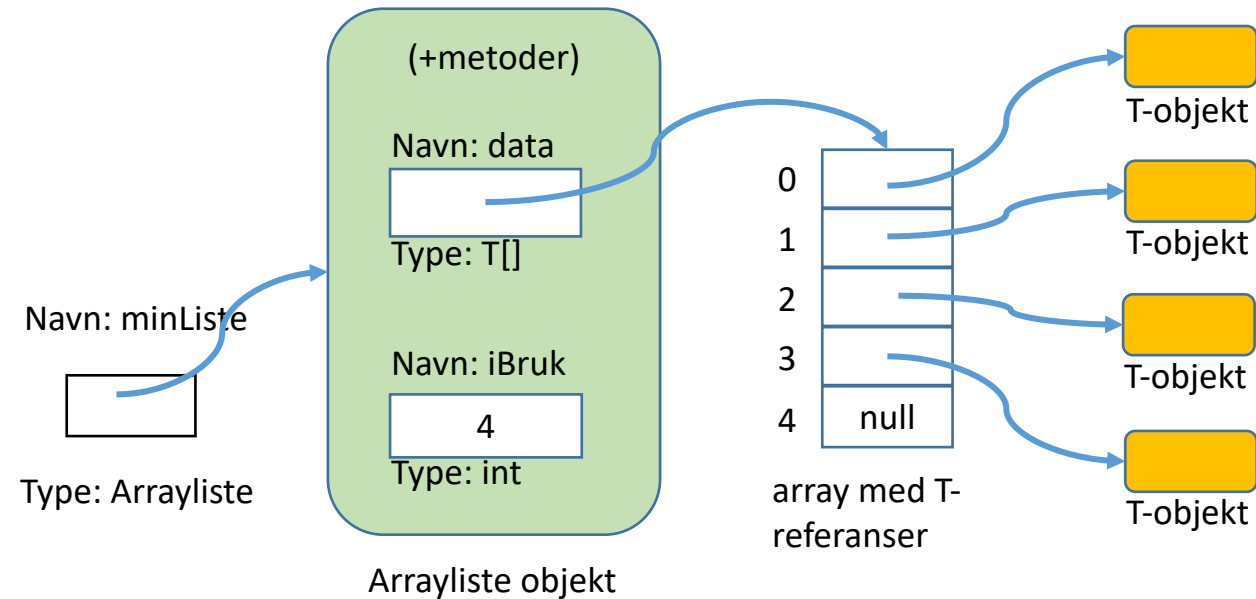 Navn: minListe
Type: Arrayliste
(+metoder)
Navn: data
Type: T[]
Navn: iBruk
4
Type: int
Arrayliste objekt
0
1
2
3
4
null
array med T-
referanser
T-objekt
T-objekt
T-objekt
T-objekt